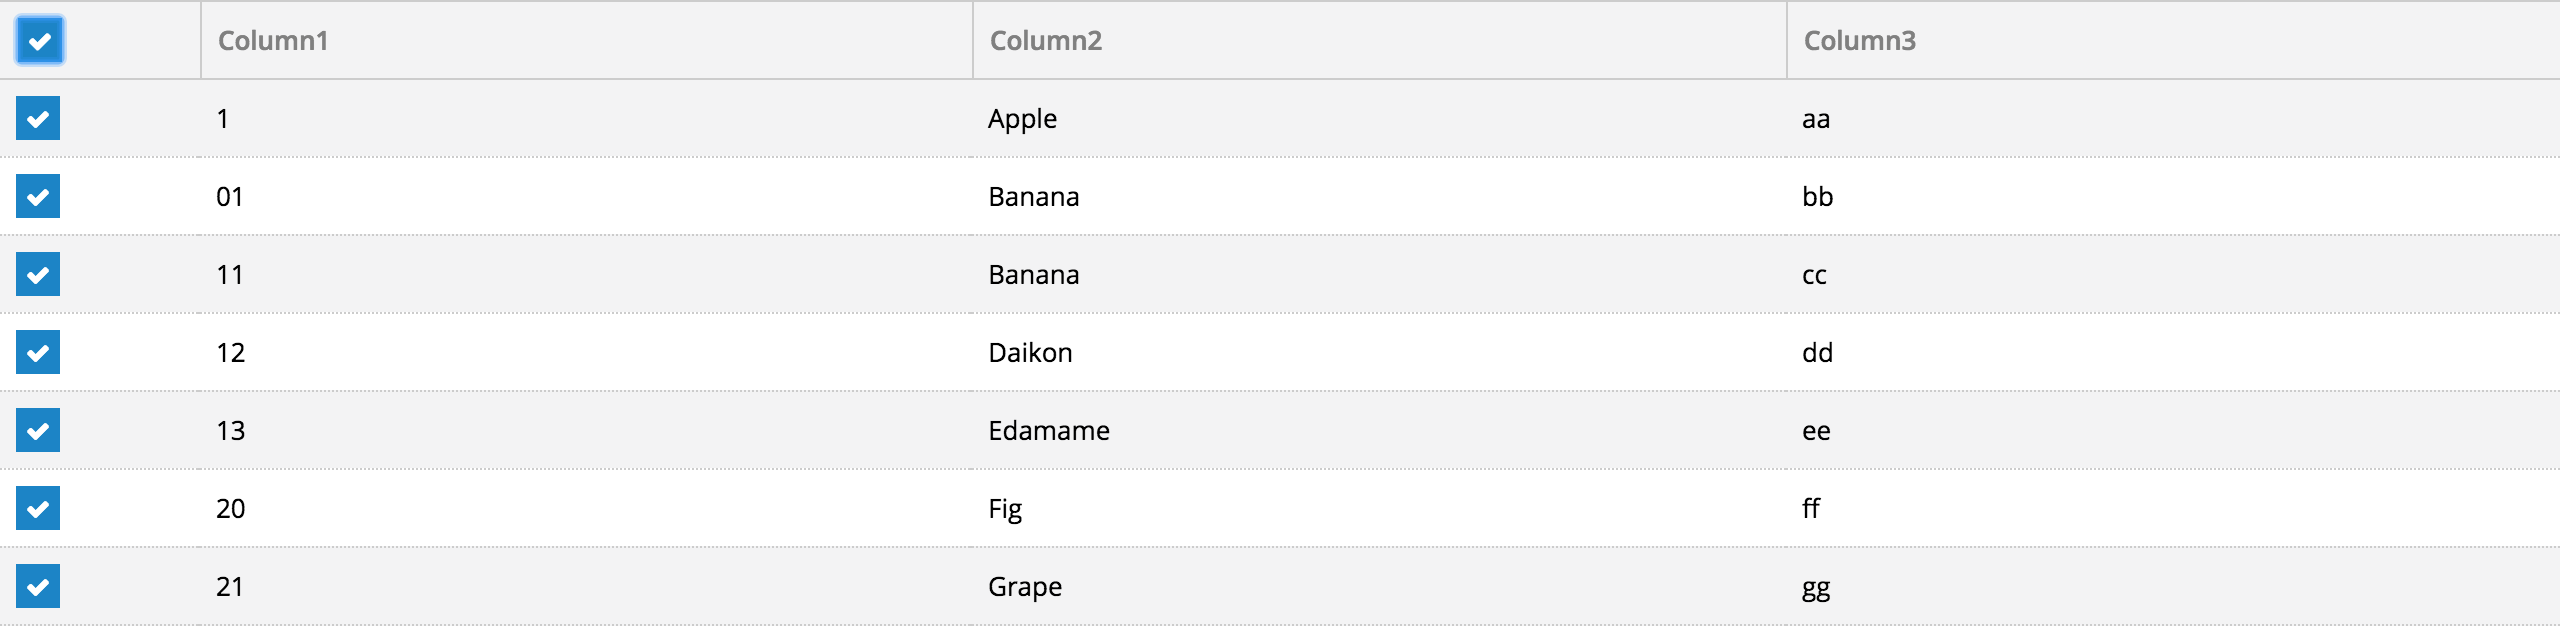 Column1 Column2 Column3
1 Apple aa
01 Banana bb
11 Banana cc
12 Daikon dd
13 Edamame ee
20 Fig ff
21 Grape gg